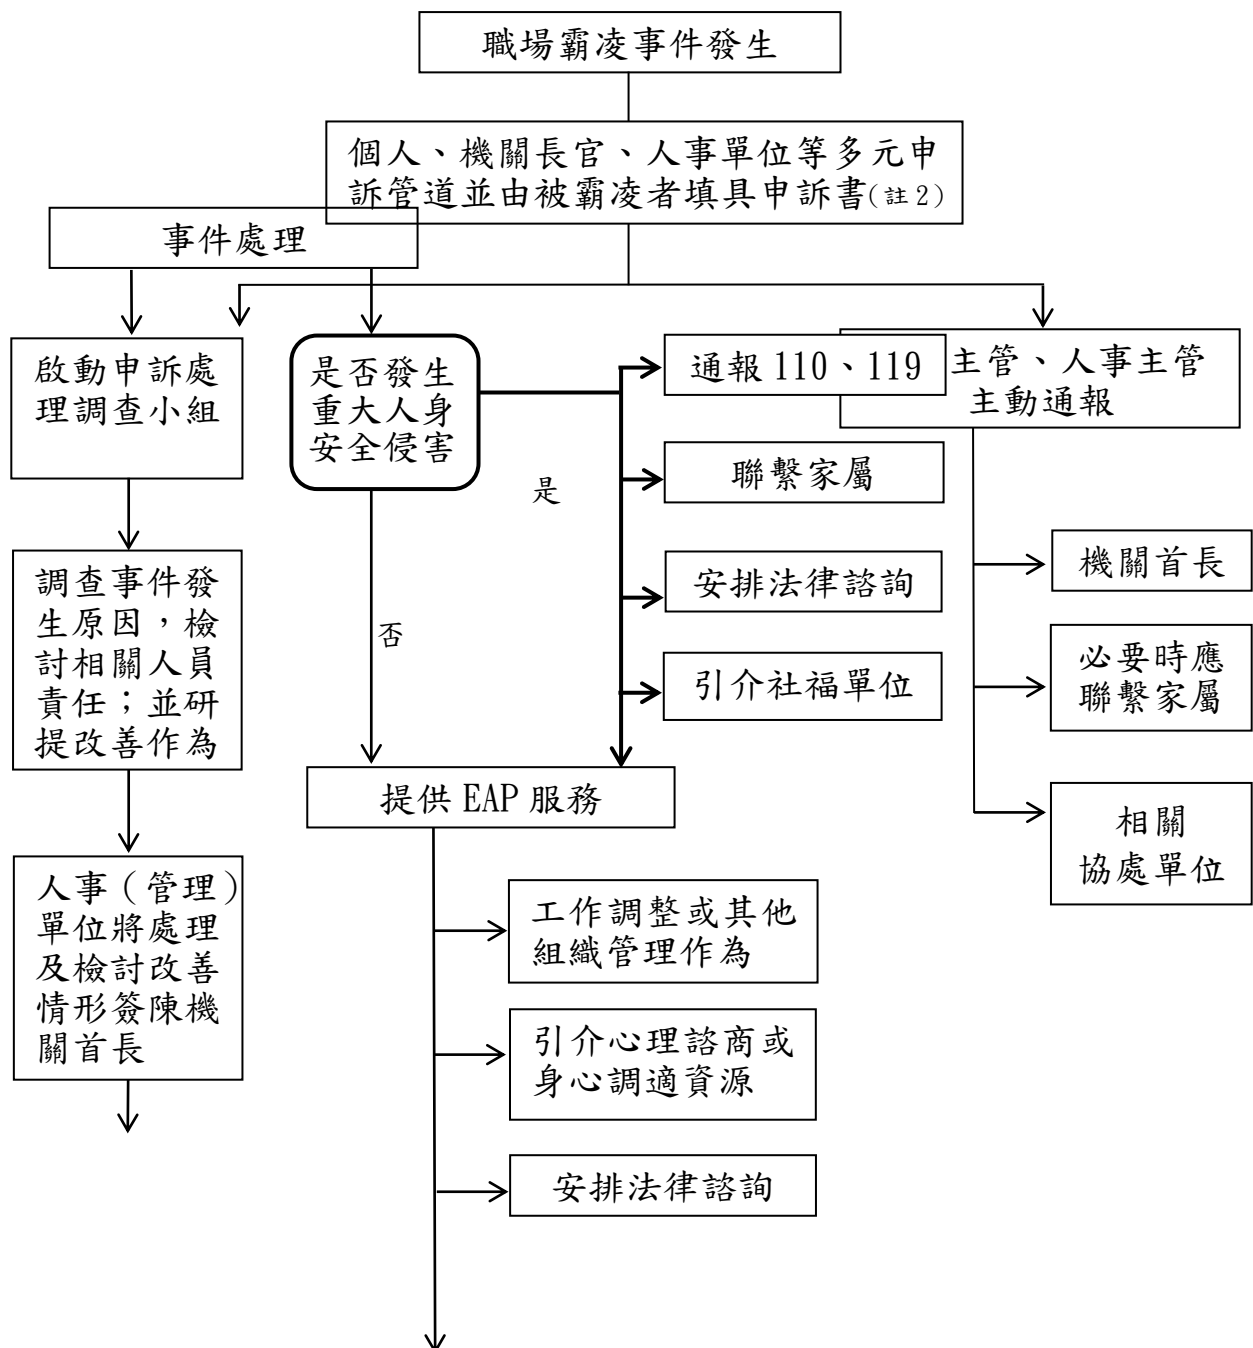 職場霸凌事件發生
個人、機關長官、人事單位等多元申
訴管道並由被霸凌者填具申訴書(註2)
事件處理
啟動申訴處
理調查小組
是否發生
重大人身
安全侵害
通報 110、119
主管、人事主管
主動通報
聯繫家屬
是
安排法律諮詢
機關首長
調查事件發
生原因，檢
討相關人員
責任；並研
提改善作為
否
引介社福單位
必要時應
聯繫家屬
提供 EAP 服務
相關
協處單位
人事（管理）
單位將處理
及檢討改善
情形簽陳機
關首長
工作調整或其他
組織管理作為
引介心理諮商或
身心調適資源
安排法律諮詢